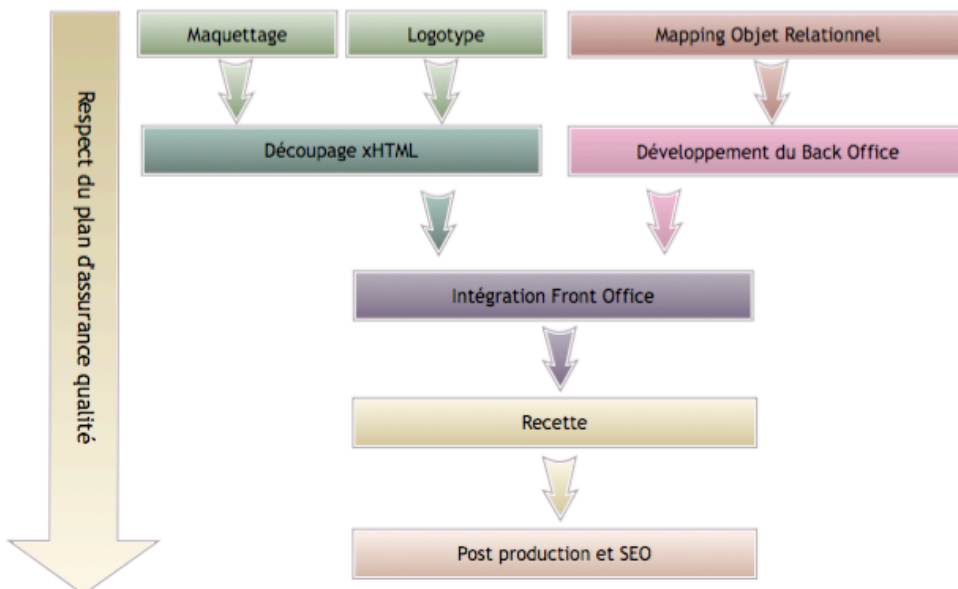 Maquettage
Logotype
Mapping Objet Relationnel
Respect du plan d'assurance qualité
Découpage xHTML
Développement du Back Office
Intégration Front Office
Recette
Post production et SEO